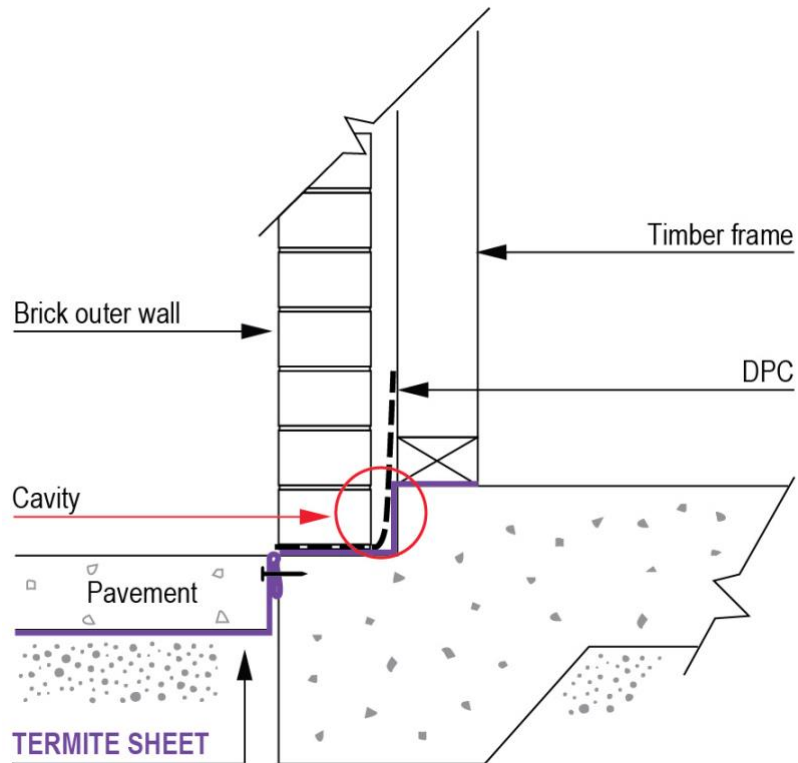 Timber frame
Brick outer wall
DPC
Cavity
Pavement
TERMITE SHEET